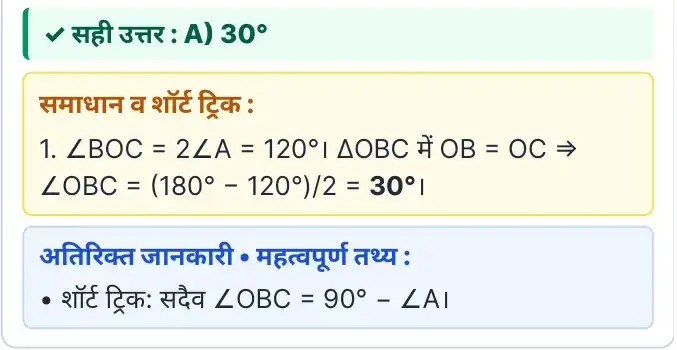 ✓ सही उत्तर : A) 30°
समाधान व शॉर्ट ट्रिक :
1. ∠BOC = 2∠A = 120°। ΔOBC में OB = OC ⇒
∠OBC = (180° − 120°)/2 = 30°।
अतिरिक्त जानकारी • महत्वपूर्ण तथ्य :
• शॉर्ट ट्रिक: सदैव ∠OBC = 90° − ∠A।